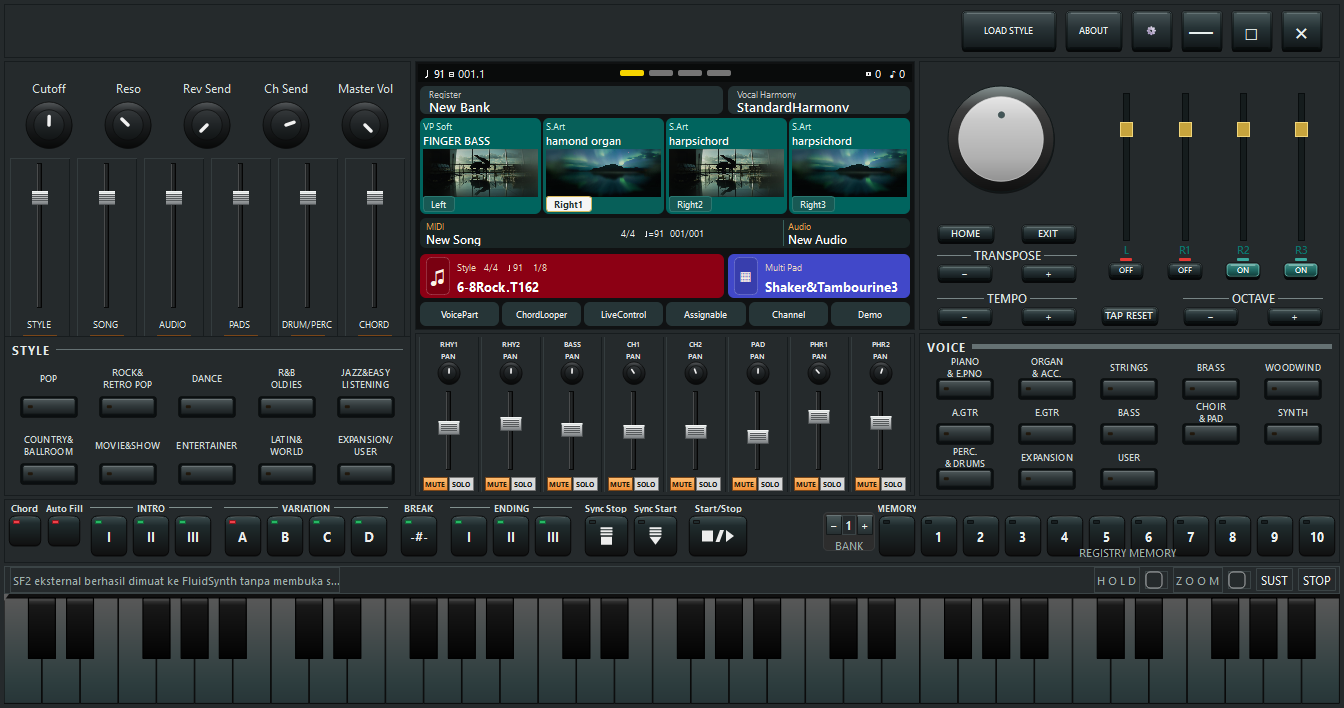 LOAD STYLE
ABOUT
Cutoff
Reso
Rev Send
Ch Send
Master Vol
STYLE
SONG
AUDIO
PADS
DRUM/PERC
CHORD
♩ 91 001.1
0 ♪ 0
Register
New Bank
Vocal Harmony
StandardHarmony
VP Soft
FINGER BASS
Left
S.Art
hamond organ
Right1
S.Art
harpsichord
Right2
S.Art
harpsichord
Right3
MIDI
New Song
4/4 ♩=91 001/001
Audio
New Audio
Style 4/4 ♩91 1/8
6-8Rock.T162
Multi Pad
Shaker&Tambourine3
VoicePart
ChordLooper
LiveControl
Assignable
Channel
Demo
HOME
EXIT
TRANSPOSE
− +
TEMPO
− +
L
OFF
R1
OFF
R2
ON
R3
ON
TAP RESET
OCTAVE
− +
STYLE
POP
ROCK&
RETRO POP
DANCE
R&B
OLDIES
JAZZ&EASY
LISTENING
COUNTRY&
BALLROOM
MOVIE&SHOW
ENTERTAINER
LATIN&
WORLD
EXPANSION/
USER
RHY1
PAN
MUTE SOLO
RHY2
PAN
MUTE SOLO
BASS
PAN
MUTE SOLO
CH1
PAN
MUTE SOLO
CH2
PAN
MUTE SOLO
PAD
PAN
MUTE SOLO
PHR1
PAN
MUTE SOLO
PHR2
PAN
MUTE SOLO
VOICE
PIANO
& E.PNO
ORGAN
& ACC.
STRINGS
BRASS
WOODWIND
A.GTR
E.GTR
BASS
CHOIR
& PAD
SYNTH
PERC.
& DRUMS
EXPANSION
USER
Chord
Auto Fill
INTRO
I II III
VARIATION
A B C D
BREAK
-#-
ENDING
I II III
Sync Stop
Sync Start
Start/Stop
− 1 +
BANK
MEMORY
1 2 3 4 5 6 7 8 9 10
REGISTRY MEMORY
SF2 eksternal berhasil dimuat ke FluidSynth tanpa membuka s...
HOLD
ZOOM
SUST
STOP